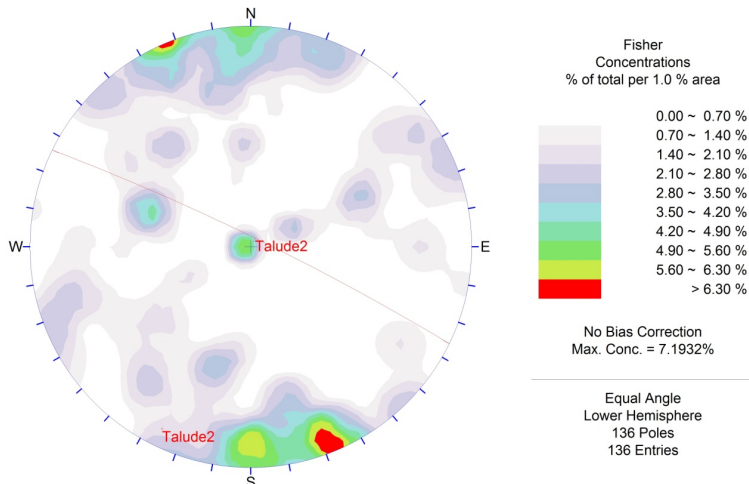 N
W
E
S
Talude2
Talude2
Fisher
Concentrations
% of total per 1.0 % area
0.00 ~ 0.70 %
0.70 ~ 1.40 %
1.40 ~ 2.10 %
2.10 ~ 2.80 %
2.80 ~ 3.50 %
3.50 ~ 4.20 %
4.20 ~ 4.90 %
4.90 ~ 5.60 %
5.60 ~ 6.30 %
> 6.30 %
No Bias Correction
Max. Conc. = 7.1932%
Equal Angle
Lower Hemisphere
136 Poles
136 Entries